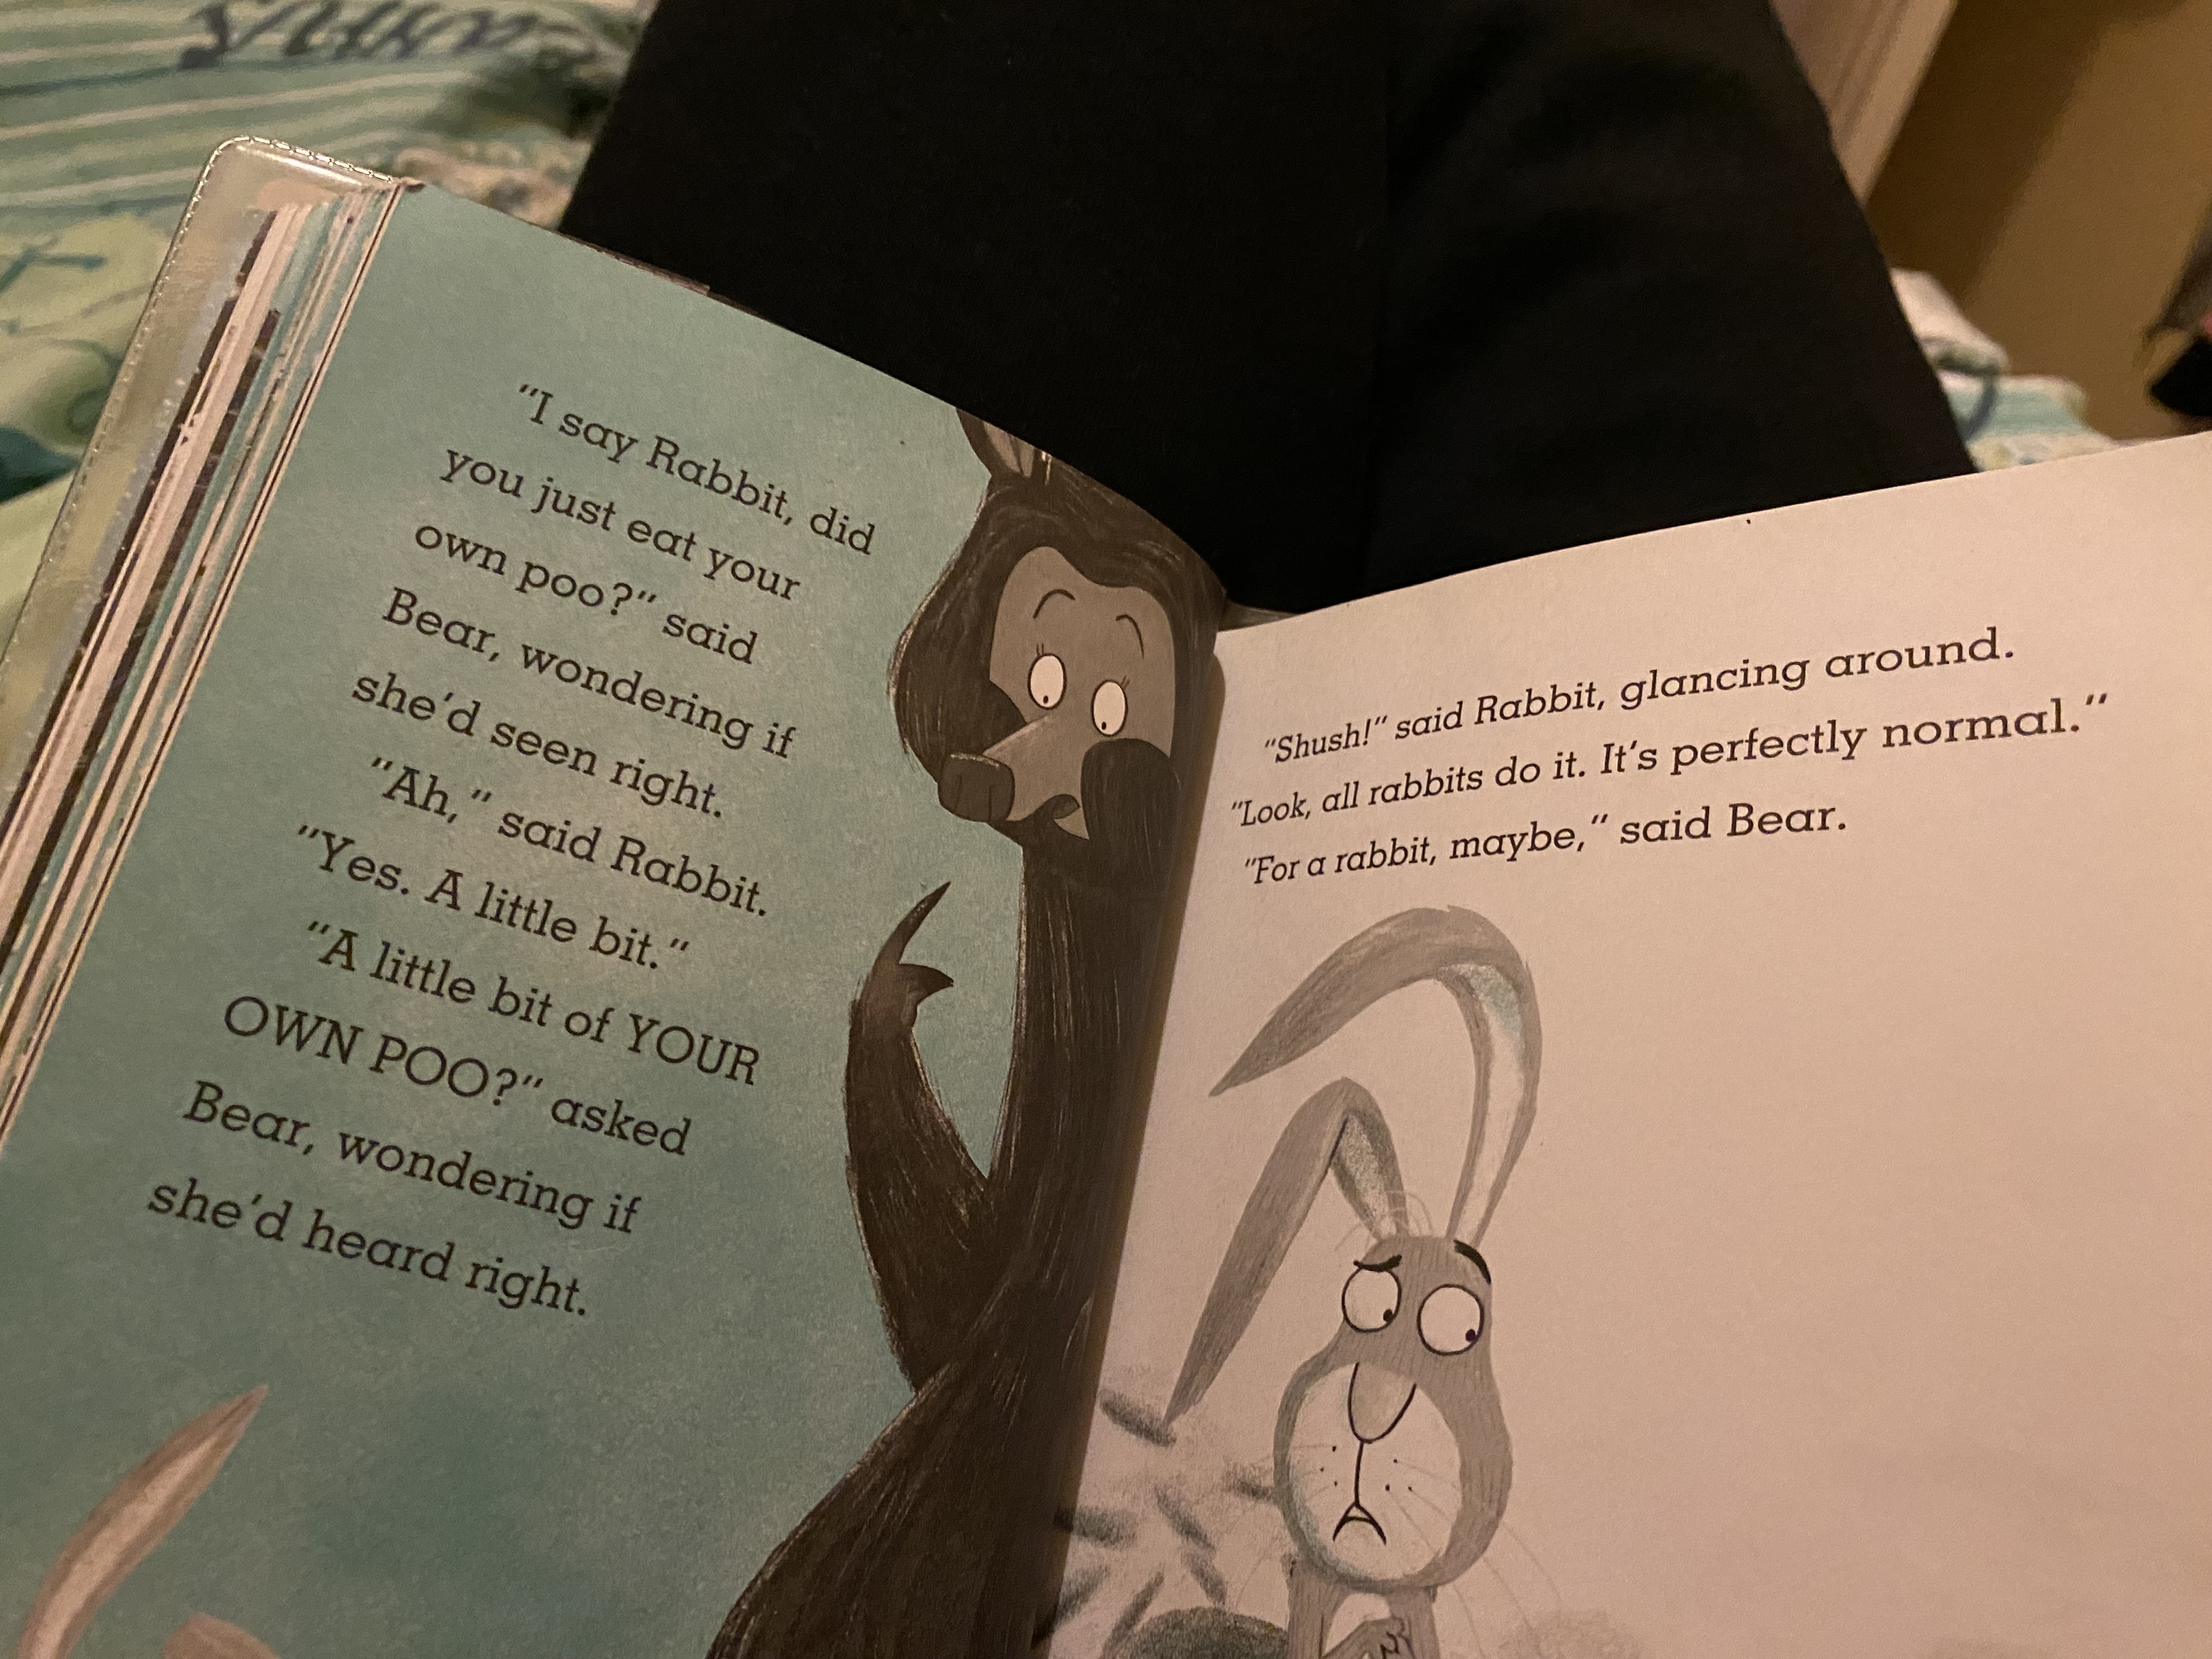 "I say Rabbit, did
you just eat your
own poo?" said
Bear, wondering if
she'd seen right.
"Ah," said Rabbit.
"Yes. A little bit."
"A little bit of YOUR
OWN POO?" asked
Bear, wondering if
she'd heard right.
"Shush!" said Rabbit, glancing around.
"Look, all rabbits do it. It's perfectly normal."
"For a rabbit, maybe," said Bear.